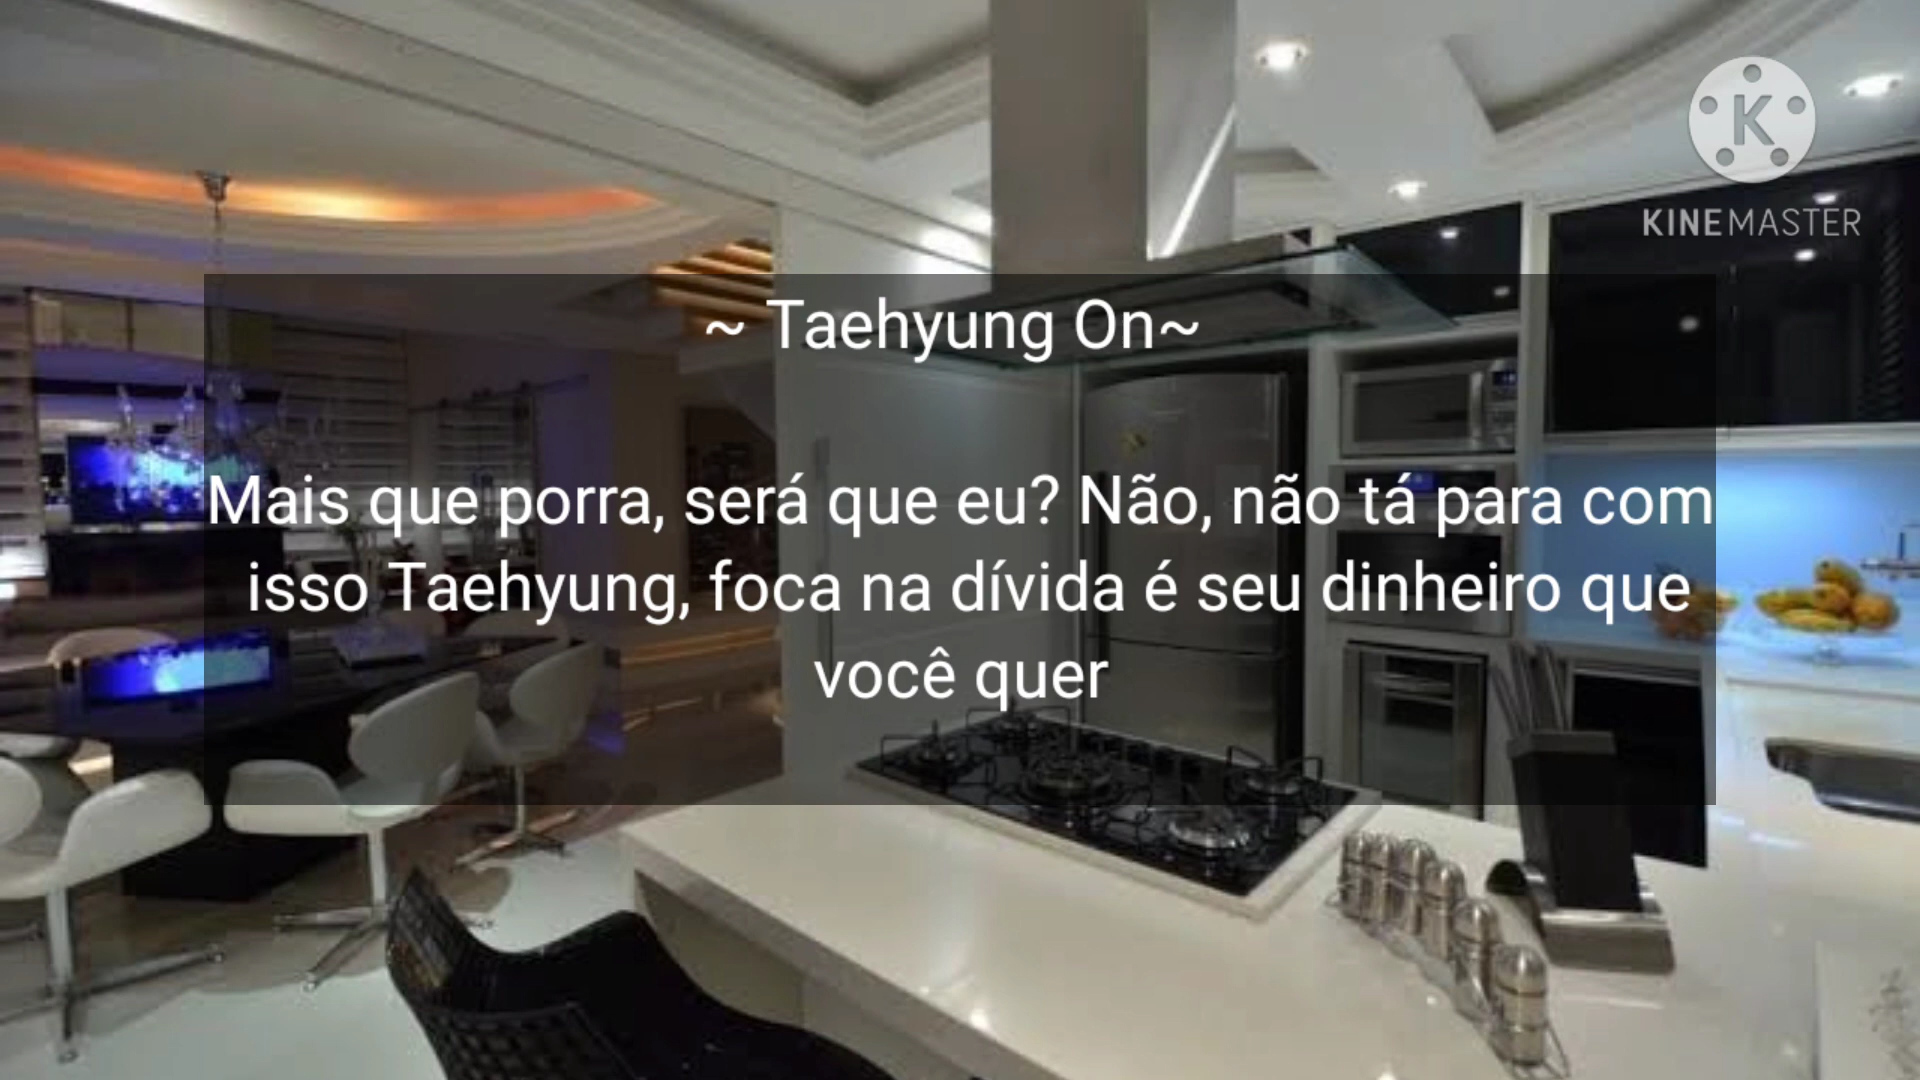 KINEMASTER
~ Taehyung On~
Mais que porra, será que eu? Não, não tá para com
isso Taehyung, foca na dívida é seu dinheiro que
você quer